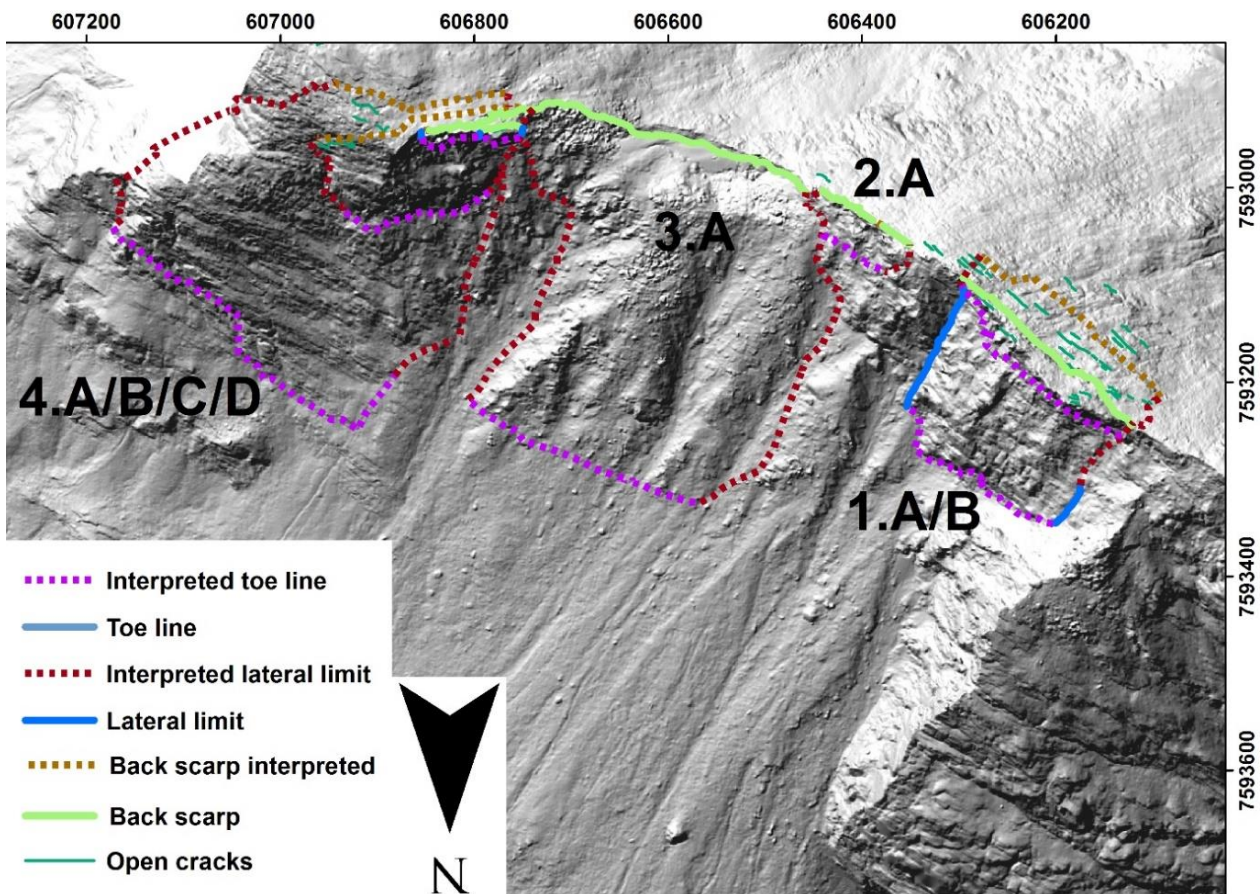 607200 607000 606800 606600 606400 606200
7593000
7593200
7593400
7593600
2.A
3.A
4.A/B/C/D
1.A/B
Interpreted toe line
Toe line
Interpreted lateral limit
Lateral limit
Back scarp interpreted
Back scarp
Open cracks
N